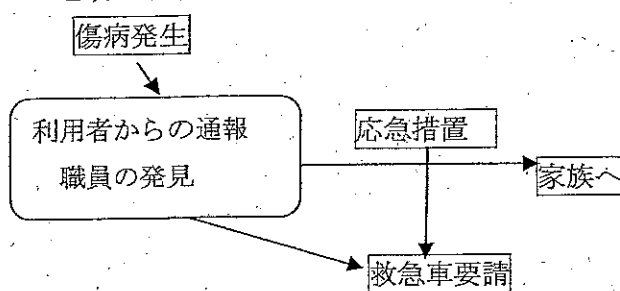 傷病発生
利用者からの通報
職員の発見
応急措置
家族へ
救急車要請